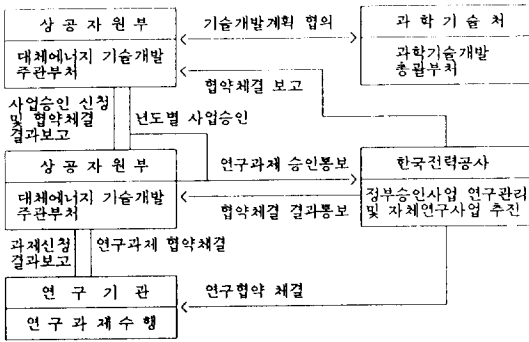 상 공 자 원 부
기술개발계획 협의
과 학 기 술 처
대체에너지 기술개발
주관부처
과학기술개발
총괄부처
협약체결 보고
사업승인 신청
및 협약체결
결과보고
년도별 사업승인
상 공 자 원 부
연구과제 승인통보
한국전력공사
대체에너지 기술개발
주관부처
협약체결 결과통보
정부승인사업 연구관리
및 자체연구사업 추진
과제신청
결과보고
연구과제 협약체결
연 구 기 관
연구협약 체결
연 구 과 제 수 행